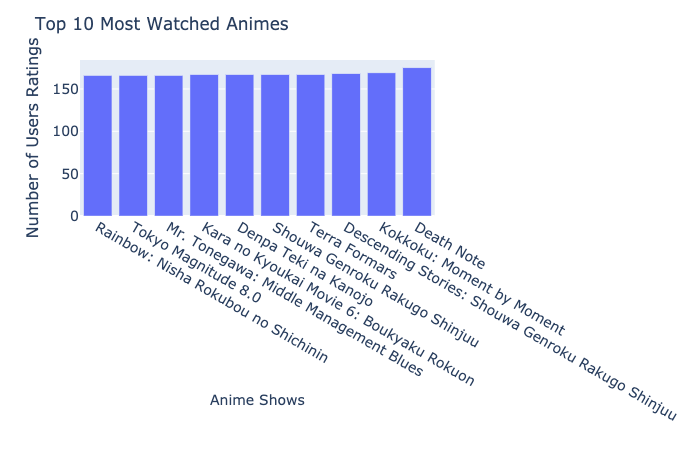 Top 10 Most Watched Animes
Number of Users Ratings
150
100
50
0
Rainbow: Nisha Rokubou no Shichinin
Tokyo Magnitude 8.0
Mr. Tonegawa: Middle Management Blues
Kara no Kyoukai Movie 6: Boukyaku Rokuon
Denpa Teki na Kanojo
Shouwa Genroku Rakugo Shinjuu
Terra Formars
Descending Stories: Shouwa Genroku Rakugo Shinjuu
Kokkoku: Moment by Moment
Death Note
Anime Shows